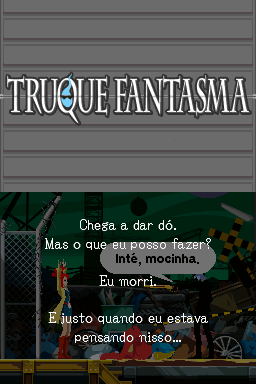 TRUQUE FANTASMA
Chega a dar dó.
Mas o que eu posso fazer?
Inté, mocinha.
Eu morri.
E justo quando eu estava
pensando nisso...